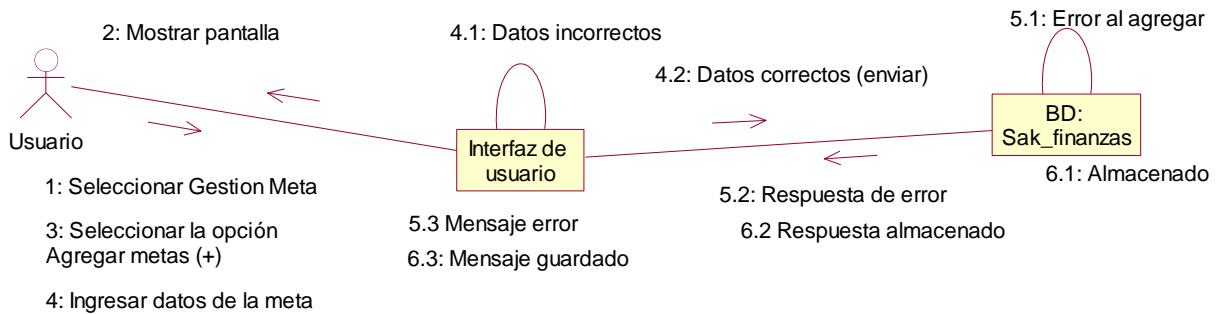 2: Mostrar pantalla
4.1: Datos incorrectos
5.1: Error al agregar
4.2: Datos correctos (enviar)
Usuario
Interfaz de
usuario
BD:
Sak_finanzas
1: Seleccionar Gestion Meta
3: Seleccionar la opción
Agregar metas (+)
4: Ingresar datos de la meta
5.3 Mensaje error
6.3: Mensaje guardado
5.2: Respuesta de error
6.2 Respuesta almacenado
6.1: Almacenado